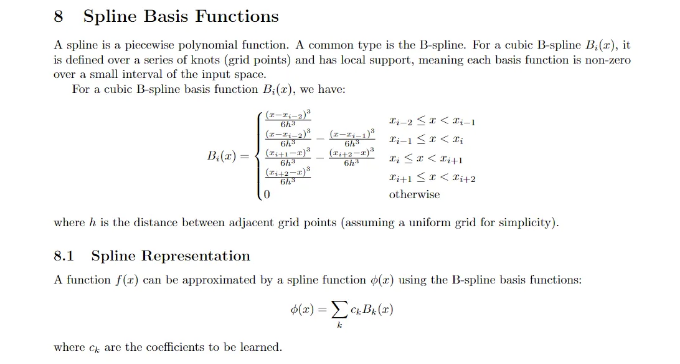 8 Spline Basis Functions
A spline is a piecewise polynomial function. A common type is the B-spline. For a cubic B-spline $B_i(x)$, it
is defined over a series of knots (grid points) and has local support, meaning each basis function is non-zero
over a small interval of the input space.
For a cubic B-spline basis function $B_i(x)$, we have:
$B_i(x) = \begin{cases} \frac{(x-x_{i-2})^3}{6h^3} & x_{i-2} \leq x < x_{i-1} \\ \frac{(x-x_{i-2})^3}{6h^3} - \frac{(x-x_{i-1})^3}{6h^3} & x_{i-1} \leq x < x_i \\ \frac{(x_{i+1}-x)^3}{6h^3} - \frac{(x_{i+2}-x)^3}{6h^3} & x_i \leq x < x_{i+1} \\ \frac{(x_{i+2}-x)^3}{6h^3} & x_{i+1} \leq x < x_{i+2} \\ 0 & \text{otherwise} \end{cases}$
where $h$ is the distance between adjacent grid points (assuming a uniform grid for simplicity).
8.1 Spline Representation
A function $f(x)$ can be approximated by a spline function $\phi(x)$ using the B-spline basis functions:
$\phi(x) = \sum_k c_k B_k(x)$
where $c_k$ are the coefficients to be learned.